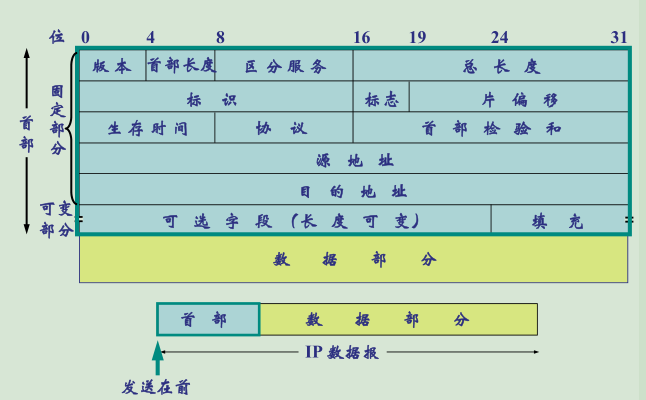 位 0 4 8 16 19 24 31
版本 首部长度 区分服务 总长度
标识 标志 片偏移
生存时间 协议 首部检验和
源地址
目的地址
可选字段(长度可变) 填充
数据部分
首部
固定部分
可变部分
首部 数据部分
IP 数据报
发送在前